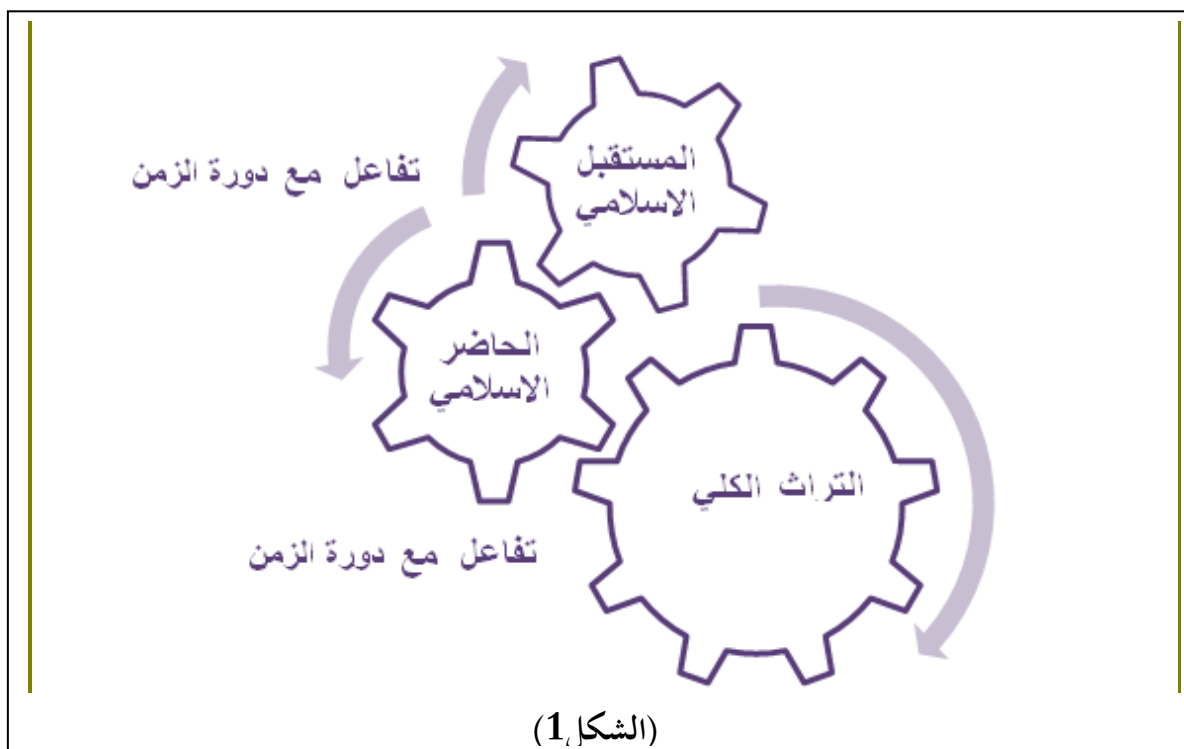 المستقبل
الاسلامي
تفاعل مع دورة الزمن
الحاضر
الاسلامي
التراث الكلي
تفاعل مع دورة الزمن
(الشكل1)